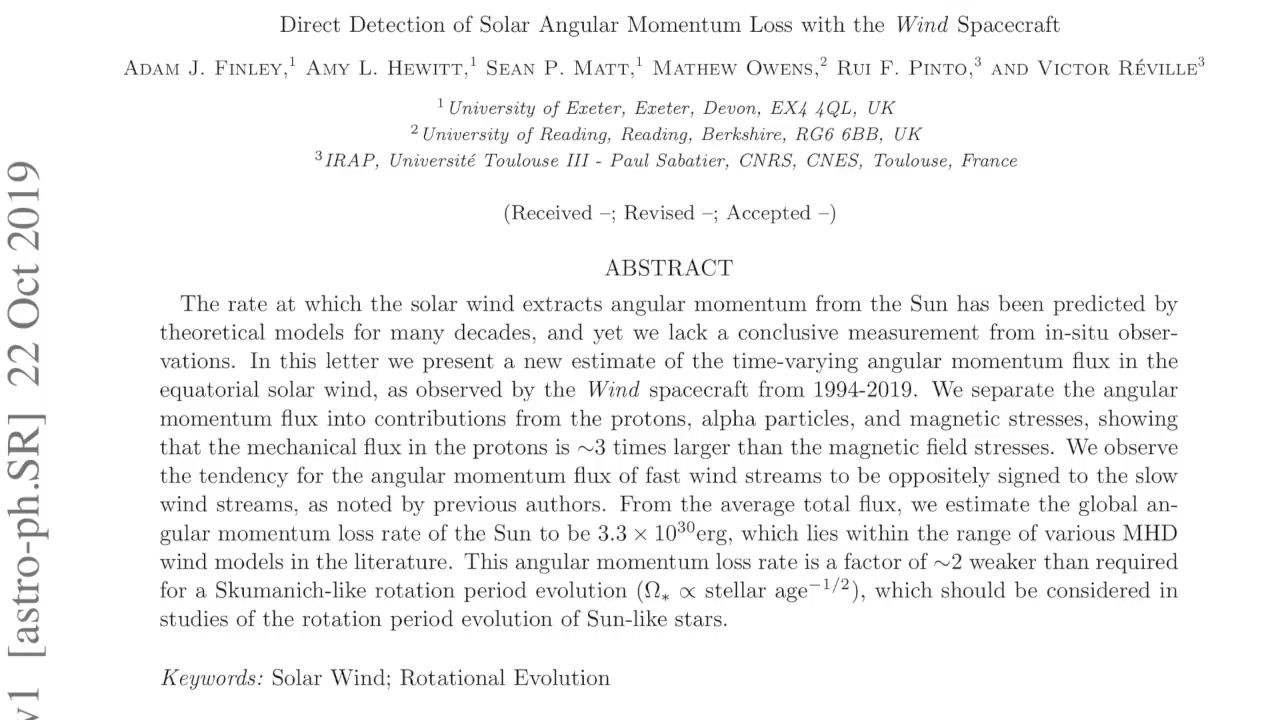 Direct Detection of Solar Angular Momentum Loss with the Wind Spacecraft
Adam J. Finley,¹ Amy L. Hewitt,¹ Sean P. Matt,¹ Mathew Owens,² Rui F. Pinto,³ and Victor Réville³
¹University of Exeter, Exeter, Devon, EX4 4QL, UK
²University of Reading, Reading, Berkshire, RG6 6BB, UK
³IRAP, Université Toulouse III - Paul Sabatier, CNRS, CNES, Toulouse, France
(Received –; Revised –; Accepted –)
ABSTRACT
The rate at which the solar wind extracts angular momentum from the Sun has been predicted by
theoretical models for many decades, and yet we lack a conclusive measurement from in-situ obser-
vations. In this letter we present a new estimate of the time-varying angular momentum flux in the
equatorial solar wind, as observed by the Wind spacecraft from 1994-2019. We separate the angular
momentum flux into contributions from the protons, alpha particles, and magnetic stresses, showing
that the mechanical flux in the protons is ∼3 times larger than the magnetic field stresses. We observe
the tendency for the angular momentum flux of fast wind streams to be oppositely signed to the slow
wind streams, as noted by previous authors. From the average total flux, we estimate the global an-
gular momentum loss rate of the Sun to be 3.3 × 10³⁰erg, which lies within the range of various MHD
wind models in the literature. This angular momentum loss rate is a factor of ∼2 weaker than required
for a Skumanich-like rotation period evolution (Ω∗ ∝ stellar age⁻¹/²), which should be considered in
studies of the rotation period evolution of Sun-like stars.
Keywords: Solar Wind; Rotational Evolution
v1 [astro-ph.SR] 22 Oct 2019